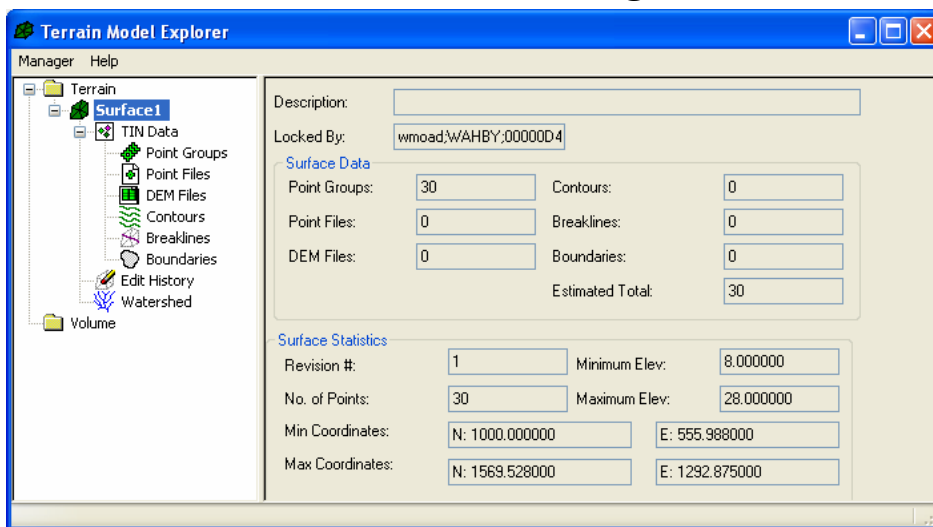 Terrain Model Explorer
Manager Help
Terrain
Surface1
TIN Data
Point Groups
Point Files
DEM Files
Contours
Breaklines
Boundaries
Edit History
Watershed
Volume
Description:
Locked By: wmoad;WAHBY;00000D4
Surface Data
Point Groups: 30 Contours: 0
Point Files: 0 Breaklines: 0
DEM Files: 0 Boundaries: 0
Estimated Total: 30
Surface Statistics
Revision #: 1 Minimum Elev: 8.000000
No. of Points: 30 Maximum Elev: 28.000000
Min Coordinates: N: 1000.000000 E: 555.988000
Max Coordinates: N: 1569.528000 E: 1292.875000